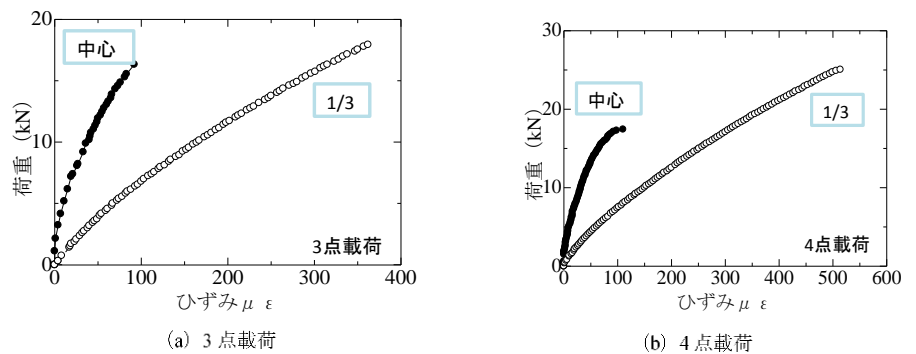 20
10
0
荷重 (kN)
中心
1/3
3点載荷
0 100 200 300 400
ひずみμ ε
(a) 3 点載荷
30
20
10
0
荷重 (kN)
中心
1/3
4点載荷
0 100 200 300 400 500 600
ひずみμ ε
(b) 4 点載荷